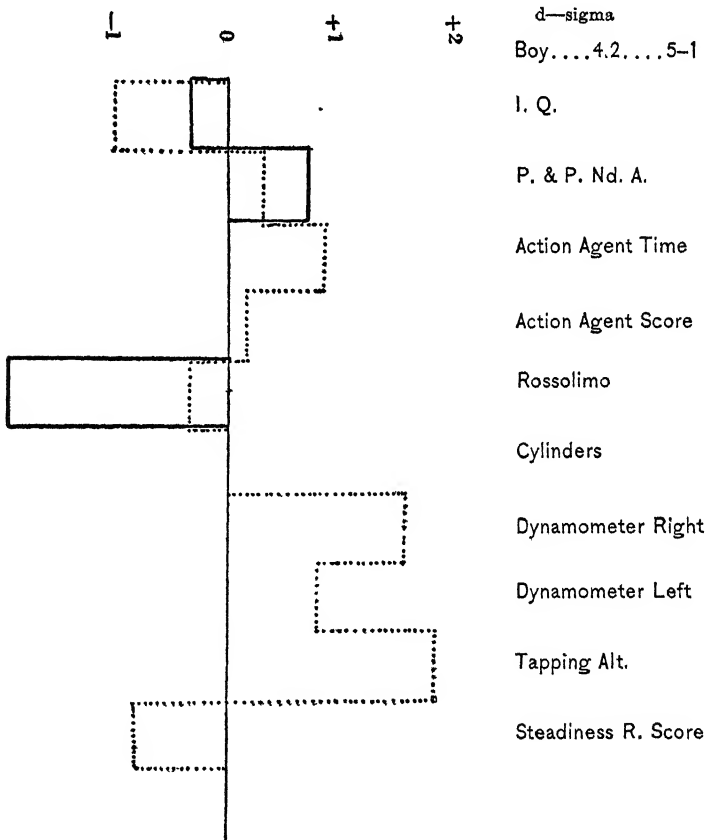 −1 0 +1 +2
d—sigma
Boy....4.2....5-1
I. Q.
P. & P. Nd. A.
Action Agent Time
Action Agent Score
Rossolimo
Cylinders
Dynamometer Right
Dynamometer Left
Tapping Alt.
Steadiness R. Score